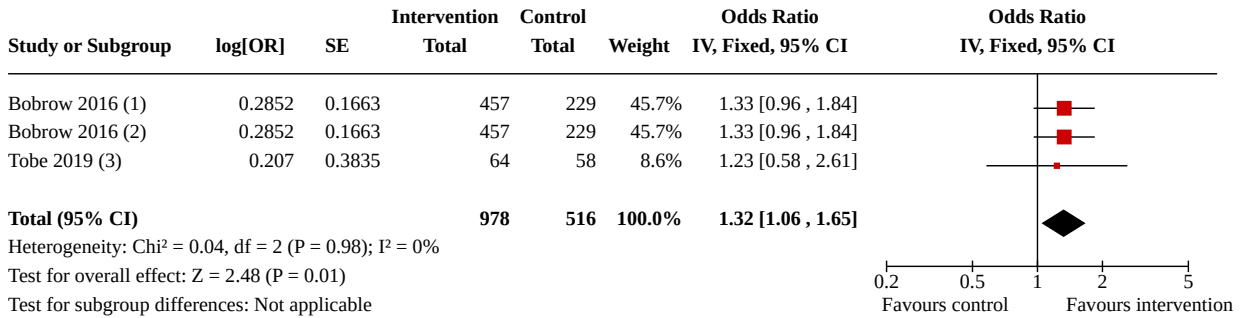 Intervention Control Odds Ratio Odds Ratio
Study or Subgroup log[OR] SE Total Total Weight IV, Fixed, 95% CI IV, Fixed, 95% CI
Bobrow 2016 (1) 0.2852 0.1663 457 229 45.7% 1.33 [0.96 , 1.84]
Bobrow 2016 (2) 0.2852 0.1663 457 229 45.7% 1.33 [0.96 , 1.84]
Tobe 2019 (3) 0.207 0.3835 64 58 8.6% 1.23 [0.58 , 2.61]
Total (95% CI) 978 516 100.0% 1.32 [1.06 , 1.65]
Heterogeneity: Chi² = 0.04, df = 2 (P = 0.98); I² = 0%
Test for overall effect: Z = 2.48 (P = 0.01)
Test for subgroup differences: Not applicable
0.2 0.5 1 2 5
Favours control Favours intervention